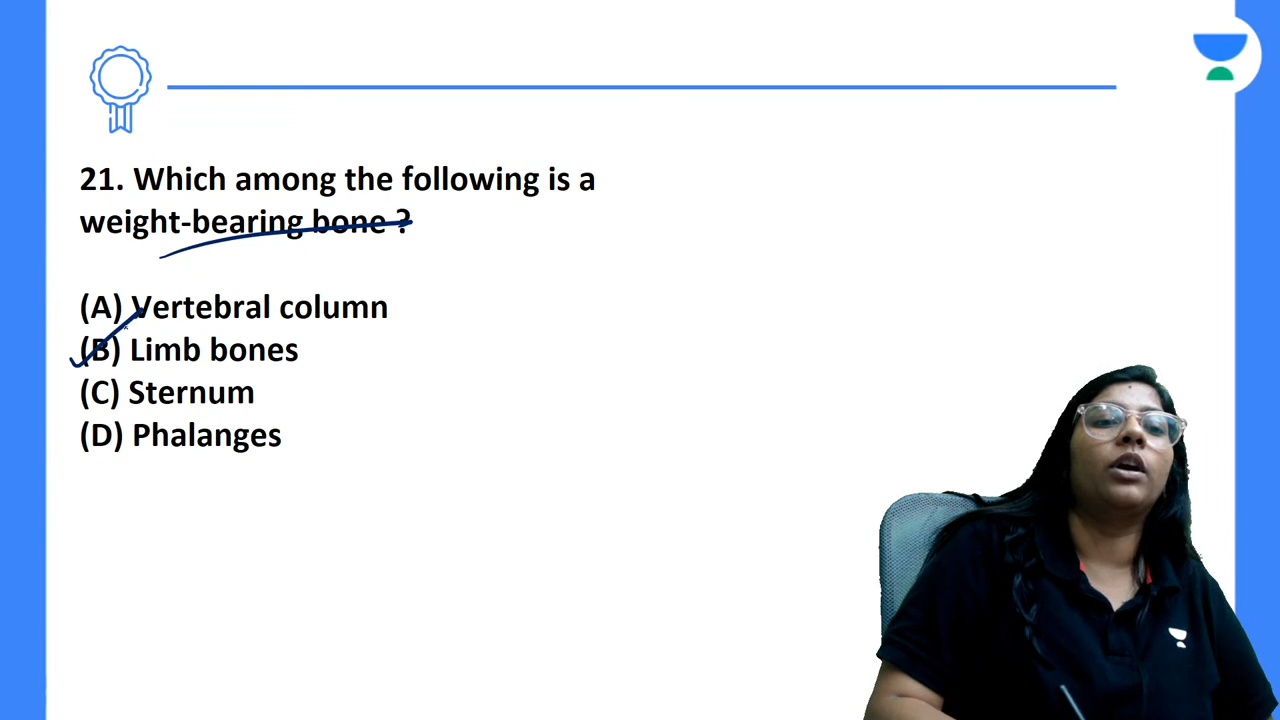 21. Which among the following is a
weight-bearing bone ?
(A) Vertebral column
(B) Limb bones
(C) Sternum
(D) Phalanges